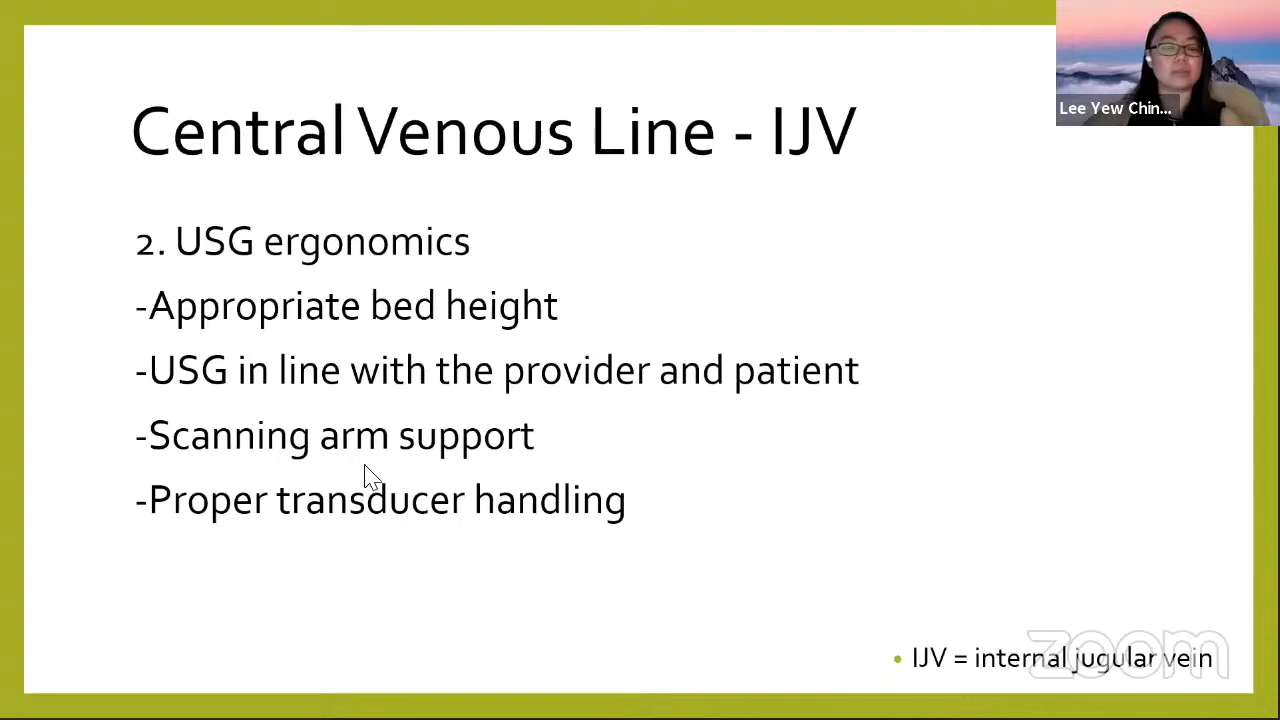 Central Venous Line - IJV
Lee Yew Chin...
2. USG ergonomics
-Appropriate bed height
-USG in line with the provider and patient
-Scanning arm support
-Proper transducer handling
• IJV = internal jugular vein
zoom